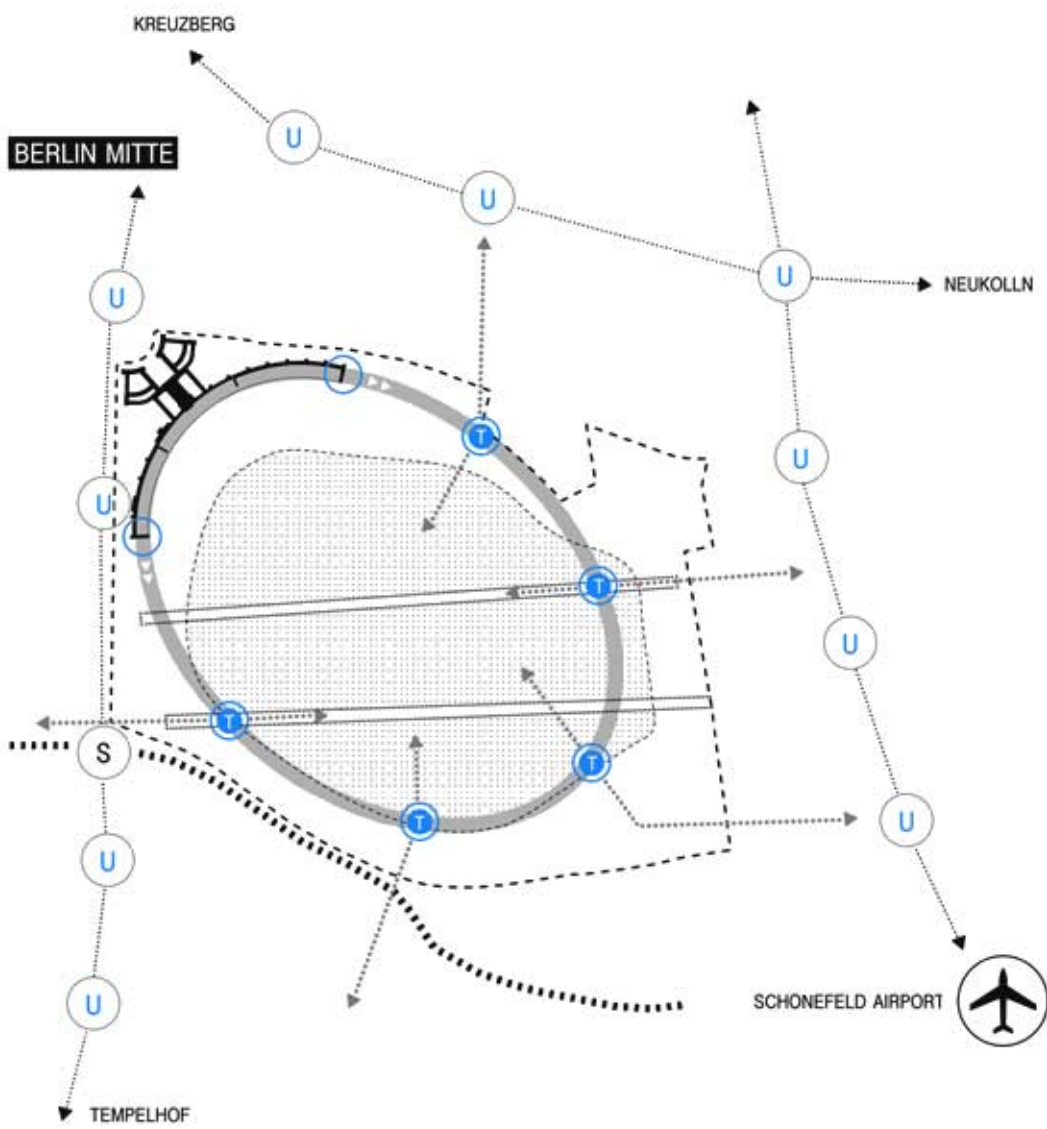 KREUZBERG
U
BERLIN MITTE
U
U
U
NEUKOLLN
T
U
U
T
U
T
S
T
U
T
U
U
SCHONEFELD AIRPORT
TEMPELHOF